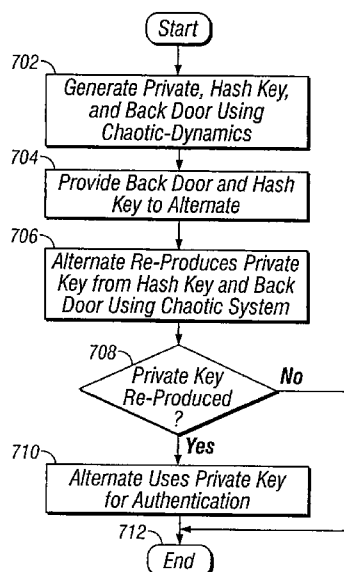 Start
702
Generate Private, Hash Key,
and Back Door Using
Chaotic-Dynamics
704
Provide Back Door and Hash
Key to Alternate
706
Alternate Re-Produces Private
Key from Hash Key and Back
Door Using Chaotic System
708
Private Key
Re-Produced
?
No
Yes
710
Alternate Uses Private Key
for Authentication
712
End